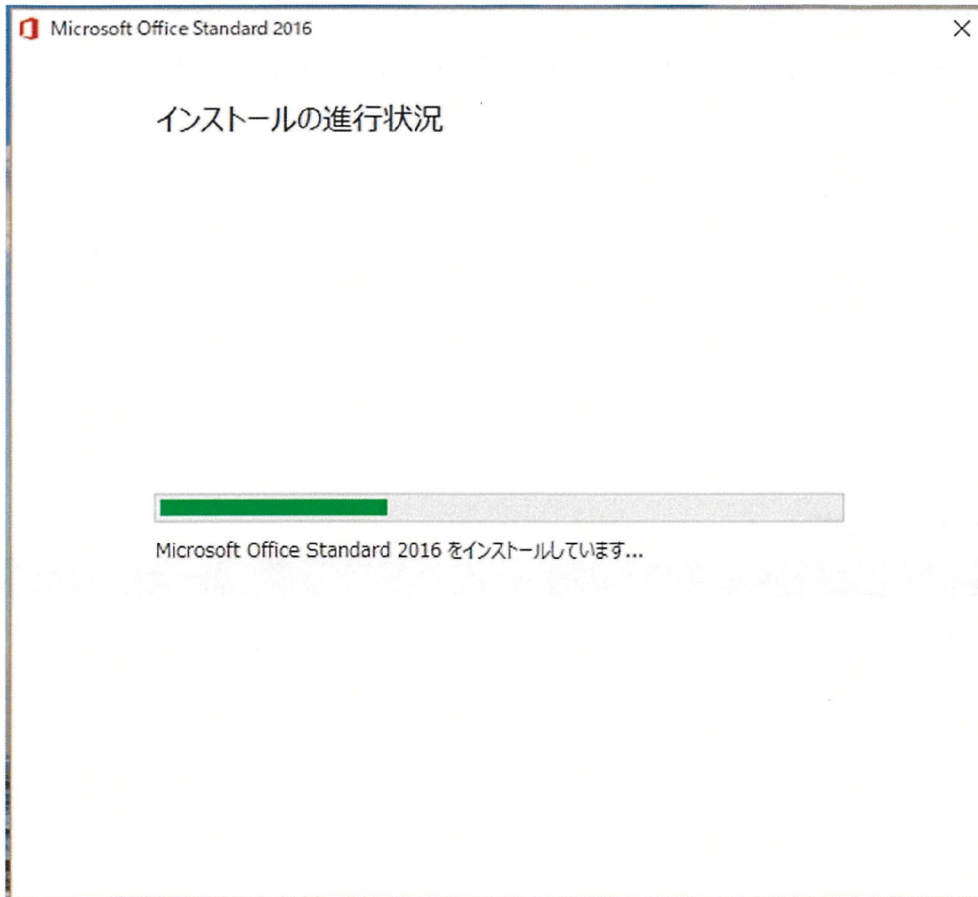 Microsoft Office Standard 2016
インストールの進行状況
Microsoft Office Standard 2016 をインストールしています...